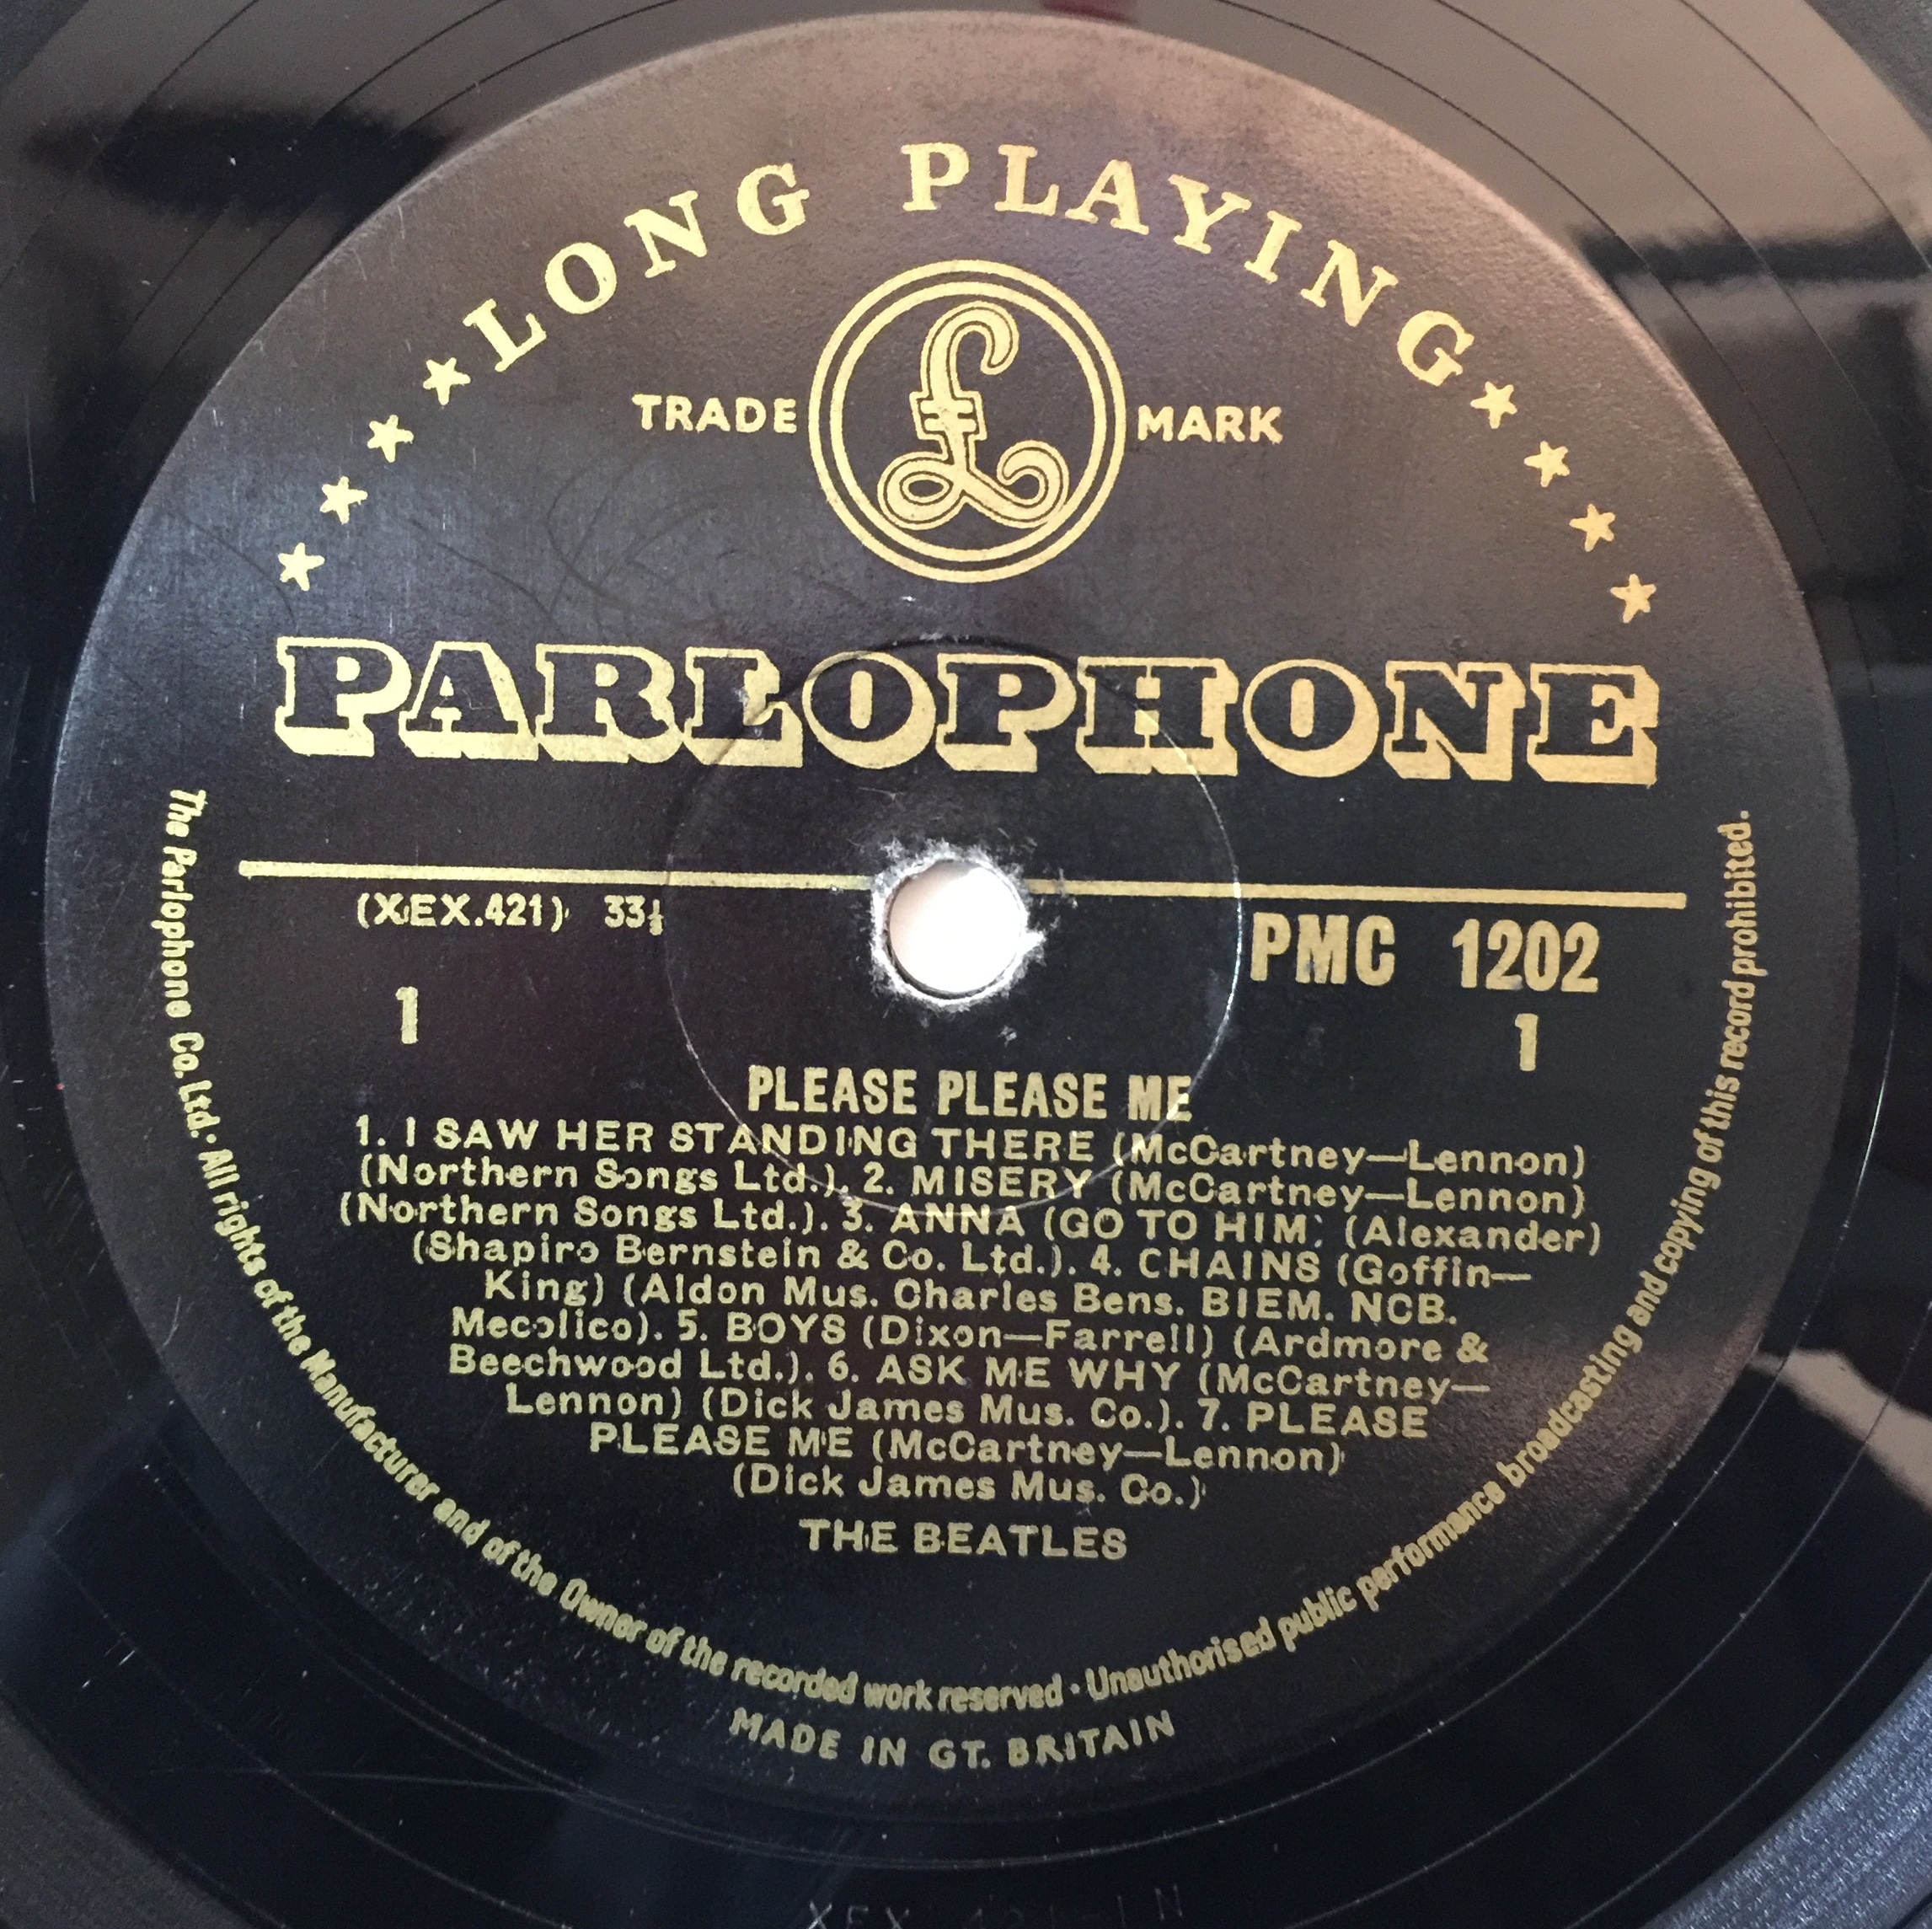 ★★★★LONG PLAYING★★★★
TRADE £ MARK
PARLOPHONE
(XEX.421) 33⅓
PMC 1202
1
1
PLEASE PLEASE ME
1. I SAW HER STANDING THERE (McCartney—Lennon)
(Northern Songs Ltd.). 2. MISERY (McCartney—Lennon)
(Northern Songs Ltd.). 3. ANNA (GO TO HIM; (Alexander)
(Shapiro Bernstein & Co. Ltd.). 4. CHAINS (Goffin—
King) (Aldon Mus. Charles Bens. BIEM. NCB.
Mecolico). 5. BOYS (Dixon—Farrell) (Ardmore &
Beechwood Ltd.). 6. ASK ME WHY (McCartney—
Lennon) (Dick James Mus. Co.). 7. PLEASE
PLEASE ME (McCartney—Lennon)
(Dick James Mus. Co.)
THE BEATLES
The Parlophone Co. Ltd. · All rights of the Manufacturer and of the Owner of the recorded work reserved · Unauthorised public performance broadcasting and copying of this record prohibited.
MADE IN GT. BRITAIN
XEX 421-1N